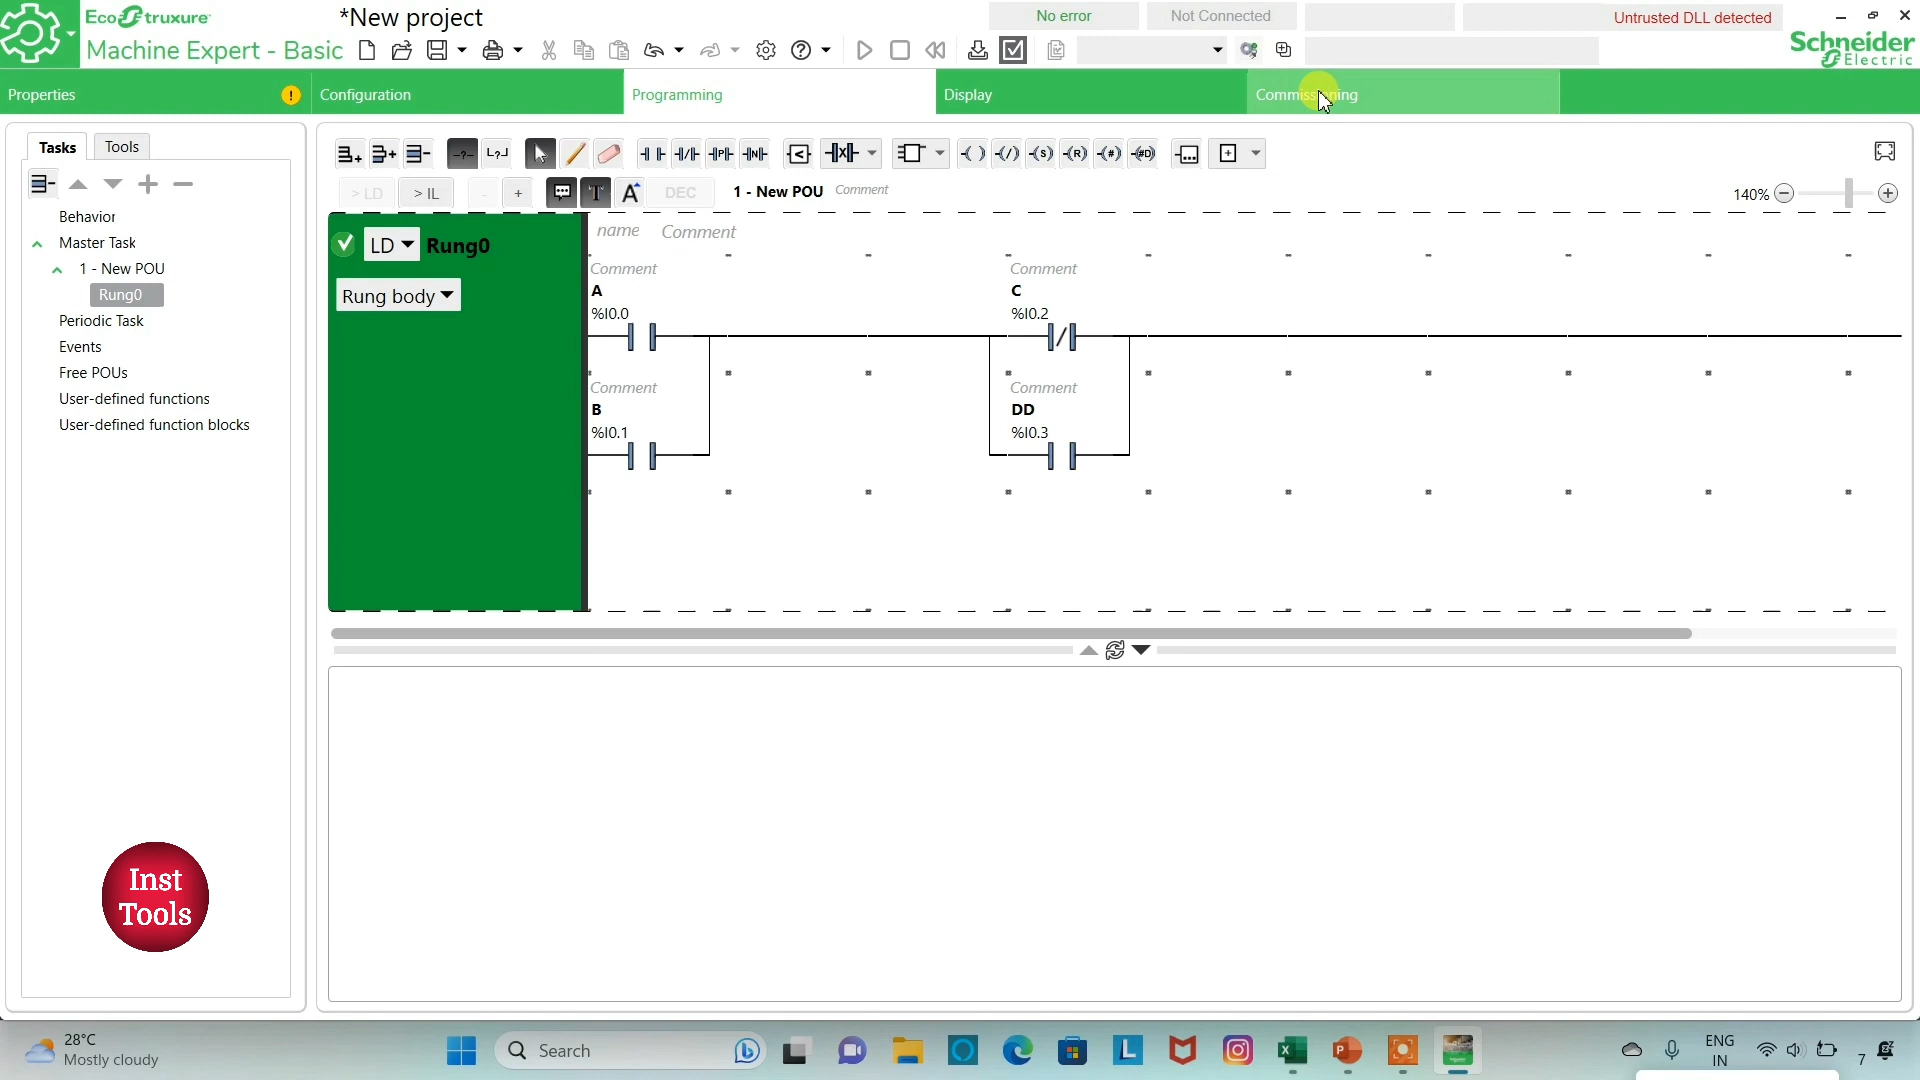 EcoStruxure
Machine Expert - Basic
*New project
No error
Not Connected
Untrusted DLL detected
Schneider
Electric
Properties
Configuration
Programming
Display
Commissioning
Tasks
Tools
> LD
> IL
-
+
T
A
DEC
1 - New POU
Comment
140%
Behavior
Master Task
1 - New POU
Rung0
Periodic Task
Events
Free POUs
User-defined functions
User-defined function blocks
LD
Rung0
Rung body
name
Comment
Comment
A
%I0.0
Comment
C
%I0.2
Comment
B
%I0.1
Comment
DD
%I0.3
Inst
Tools
28°C
Mostly cloudy
Search
ENG
IN
7